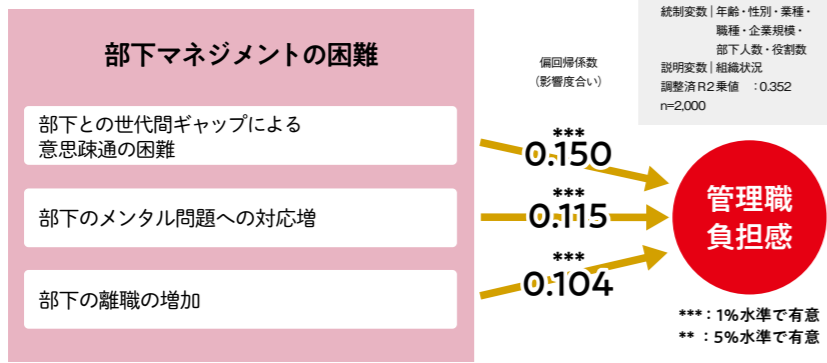 部下マネジメントの困難
部下との世代間ギャップによる
意思疎通の困難
部下のメンタル問題への対応増
部下の離職の増加
偏回帰係数
（影響度合い）
***
0.150
***
0.115
***
0.104
統制変数｜年齢・性別・業種・
職種・企業規模・
部下人数・役割数
説明変数｜組織状況
調整済R2乗値　：0.352
n=2,000
管理職
負担感
***：1%水準で有意
**　：5%水準で有意